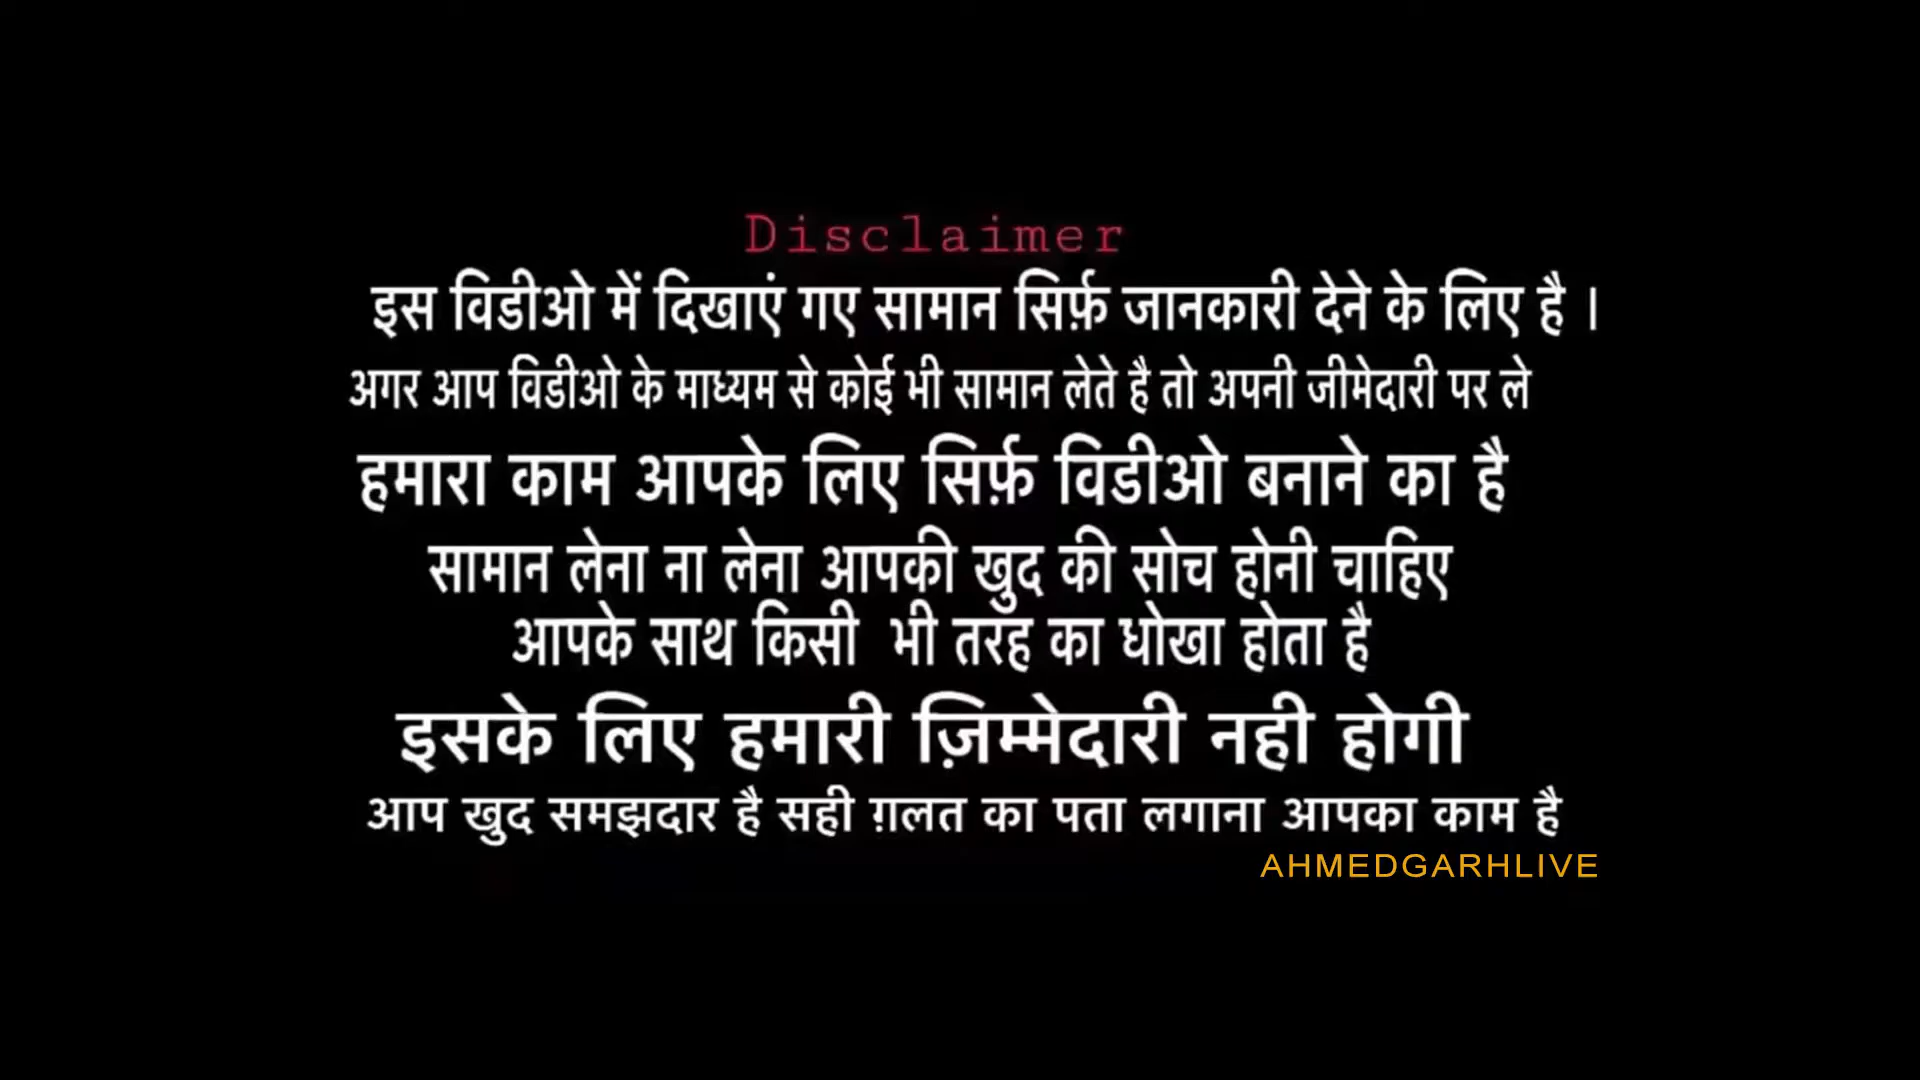 Disclaimer
इस विडीओ में दिखाएं गए सामान सिर्फ़ जानकारी देने के लिए है ।
अगर आप विडीओ के माध्यम से कोई भी सामान लेते है तो अपनी जीमेदारी पर ले
हमारा काम आपके लिए सिर्फ़ विडीओ बनाने का है
सामान लेना ना लेना आपकी खुद की सोच होनी चाहिए
आपके साथ किसी भी तरह का धोखा होता है
इसके लिए हमारी ज़िम्मेदारी नही होगी
आप खुद समझदार है सही ग़लत का पता लगाना आपका काम है
AHMEDGARHLIVE